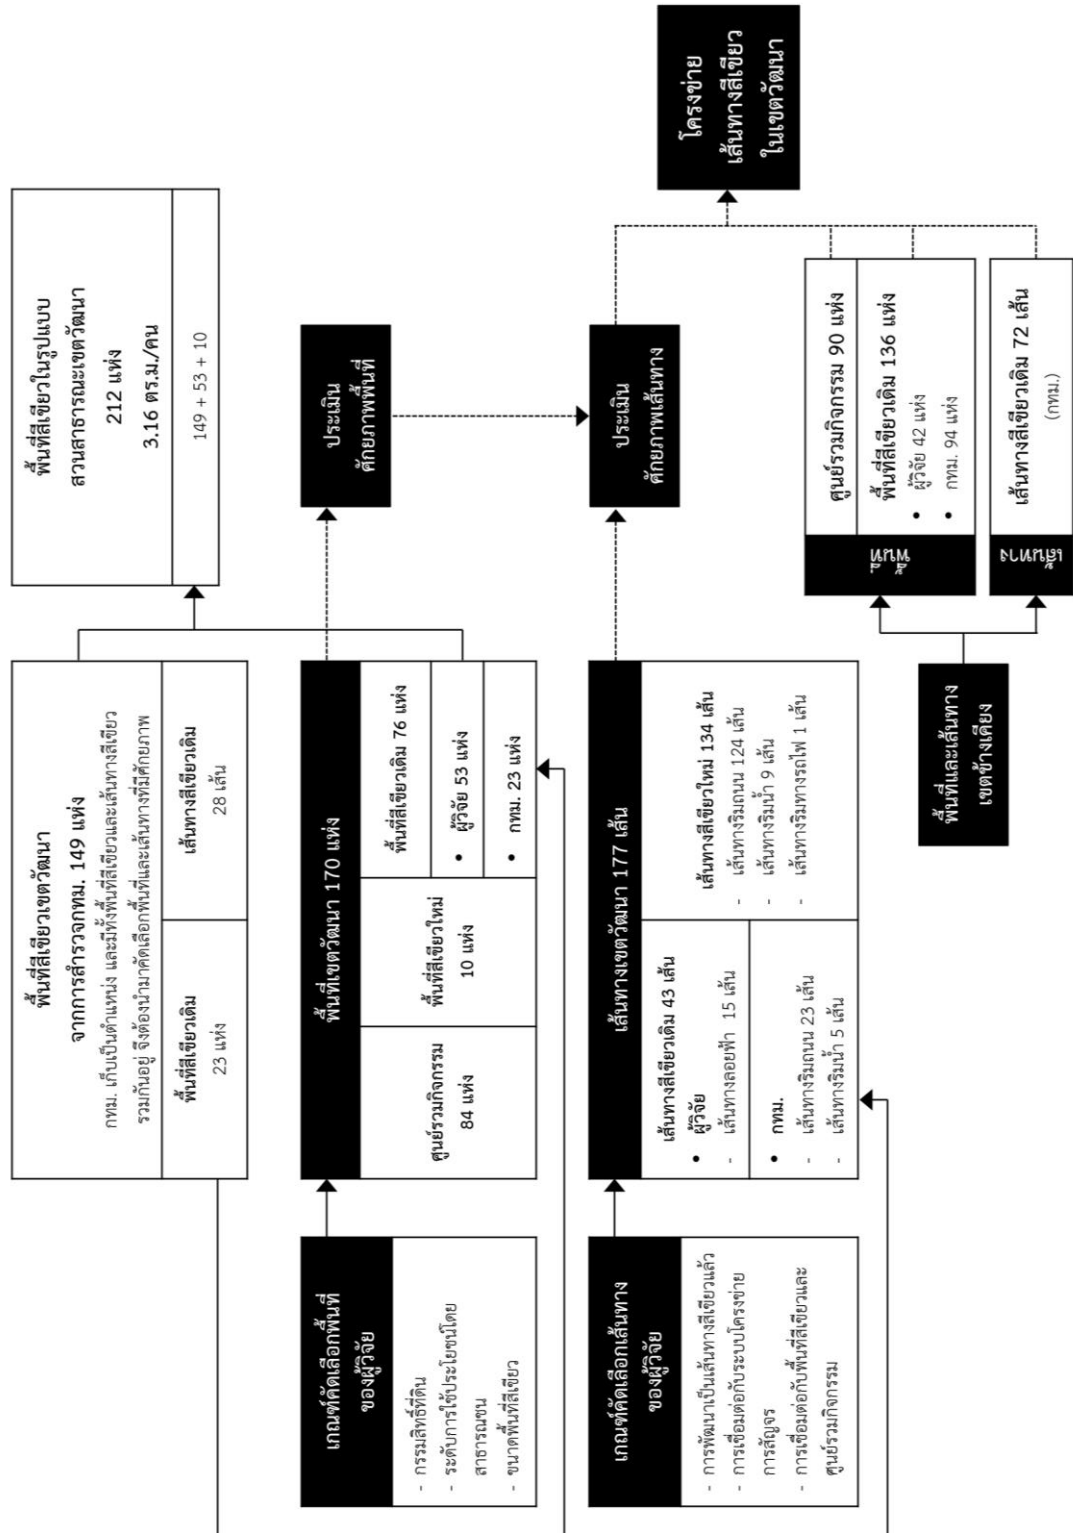 พื้นที่สีเขียวเขตวัฒนา
จากการสำรวจกทม. 149 แห่ง
กทม. เก็บเป็นตำแหน่ง และมีทั้งพื้นที่สีเขียวและเส้นทางสีเขียว
รวมกันอยู่ จึงต้องนำมาคัดเลือกพื้นที่และเส้นทางที่มีศักยภาพ
พื้นที่สีเขียวเดิม
23 แห่ง
เส้นทางสีเขียวเดิม
28 เส้น
พื้นที่สีเขียวในรูปแบบ
สวนสาธารณะเขตวัฒนา
212 แห่ง
3.16 ตร.ม./คน
149 + 53 + 10
เกณฑ์คัดเลือกพื้นที่
ของผู้วิจัย
- กรรมสิทธิ์ที่ดิน
- ระดับการใช้ประโยชน์โดย
สาธารณชน
- ขนาดพื้นที่สีเขียว
พื้นที่เขตวัฒนา 170 แห่ง
ศูนย์รวมกิจกรรม
84 แห่ง
พื้นที่สีเขียวใหม่
10 แห่ง
พื้นที่สีเขียวเดิม 76 แห่ง
• ผู้วิจัย 53 แห่ง
• กทม. 23 แห่ง
ประเมิน
ศักยภาพพื้นที่
เกณฑ์คัดเลือกเส้นทาง
ของผู้วิจัย
- การพัฒนาเป็นเส้นทางสีเขียวแล้ว
- การเชื่อมต่อกับระบบโครงข่าย
การสัญจร
- การเชื่อมต่อกับพื้นที่สีเขียวและ
ศูนย์รวมกิจกรรม
เส้นทางเขตวัฒนา 177 เส้น
เส้นทางสีเขียวเดิม 43 เส้น
• ผู้วิจัย
- เส้นทางลอยฟ้า 15 เส้น
• กทม.
- เส้นทางริมถนน 23 เส้น
- เส้นทางริมน้ำ 5 เส้น
เส้นทางสีเขียวใหม่ 134 เส้น
- เส้นทางริมถนน 124 เส้น
- เส้นทางริมน้ำ 9 เส้น
- เส้นทางริมทางรถไฟ 1 เส้น
ประเมิน
ศักยภาพเส้นทาง
โครงข่าย
เส้นทางสีเขียว
ในเขตวัฒนา
พื้นที่และเส้นทาง
เขตข้างเคียง
พื้นที่
ศูนย์รวมกิจกรรม 90 แห่ง
พื้นที่สีเขียวเดิม 136 แห่ง
• ผู้วิจัย 42 แห่ง
• กทม. 94 แห่ง
เส้นทาง
เส้นทางสีเขียวเดิม 72 เส้น
(กทม.)